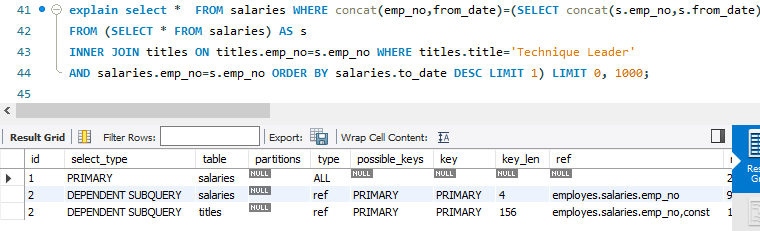 41 explain select * FROM salaries WHERE concat(emp_no,from_date)=(SELECT concat(s.emp_no,s.from_date)
42 FROM (SELECT * FROM salaries) AS s
43 INNER JOIN titles ON titles.emp_no=s.emp_no WHERE titles.title='Technique Leader'
44 AND salaries.emp_no=s.emp_no ORDER BY salaries.to_date DESC LIMIT 1) LIMIT 0, 1000;
45
Result Grid Filter Rows: Export: Wrap Cell Content:
id select_type table partitions type possible_keys key key_len ref
1 PRIMARY salaries NULL ALL NULL NULL NULL NULL 2
2 DEPENDENT SUBQUERY salaries NULL ref PRIMARY PRIMARY 4 employes.salaries.emp_no 9
2 DEPENDENT SUBQUERY titles NULL ref PRIMARY PRIMARY 156 employes.salaries.emp_no,const 1